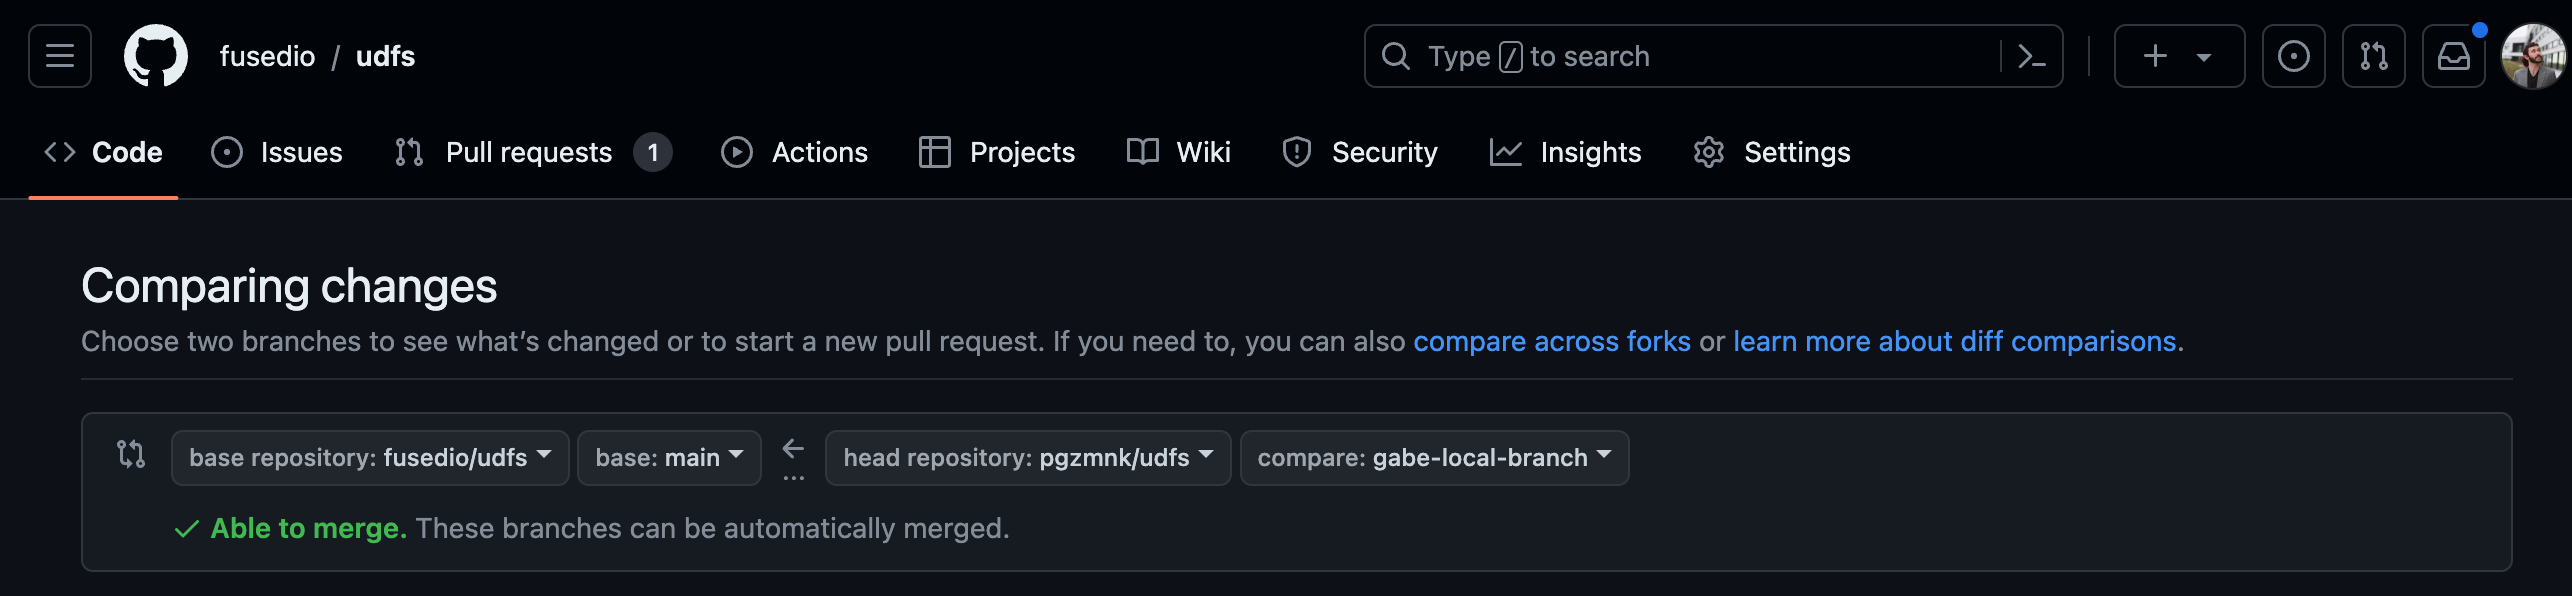 fusedio / udfs
Type / to search
Code Issues Pull requests 1 Actions Projects Wiki Security Insights Settings
Comparing changes
Choose two branches to see what’s changed or to start a new pull request. If you need to, you can also compare across forks or learn more about diff comparisons.
base repository: fusedio/udfs base: main ← head repository: pgzmnk/udfs compare: gabe-local-branch
...
✓ Able to merge. These branches can be automatically merged.